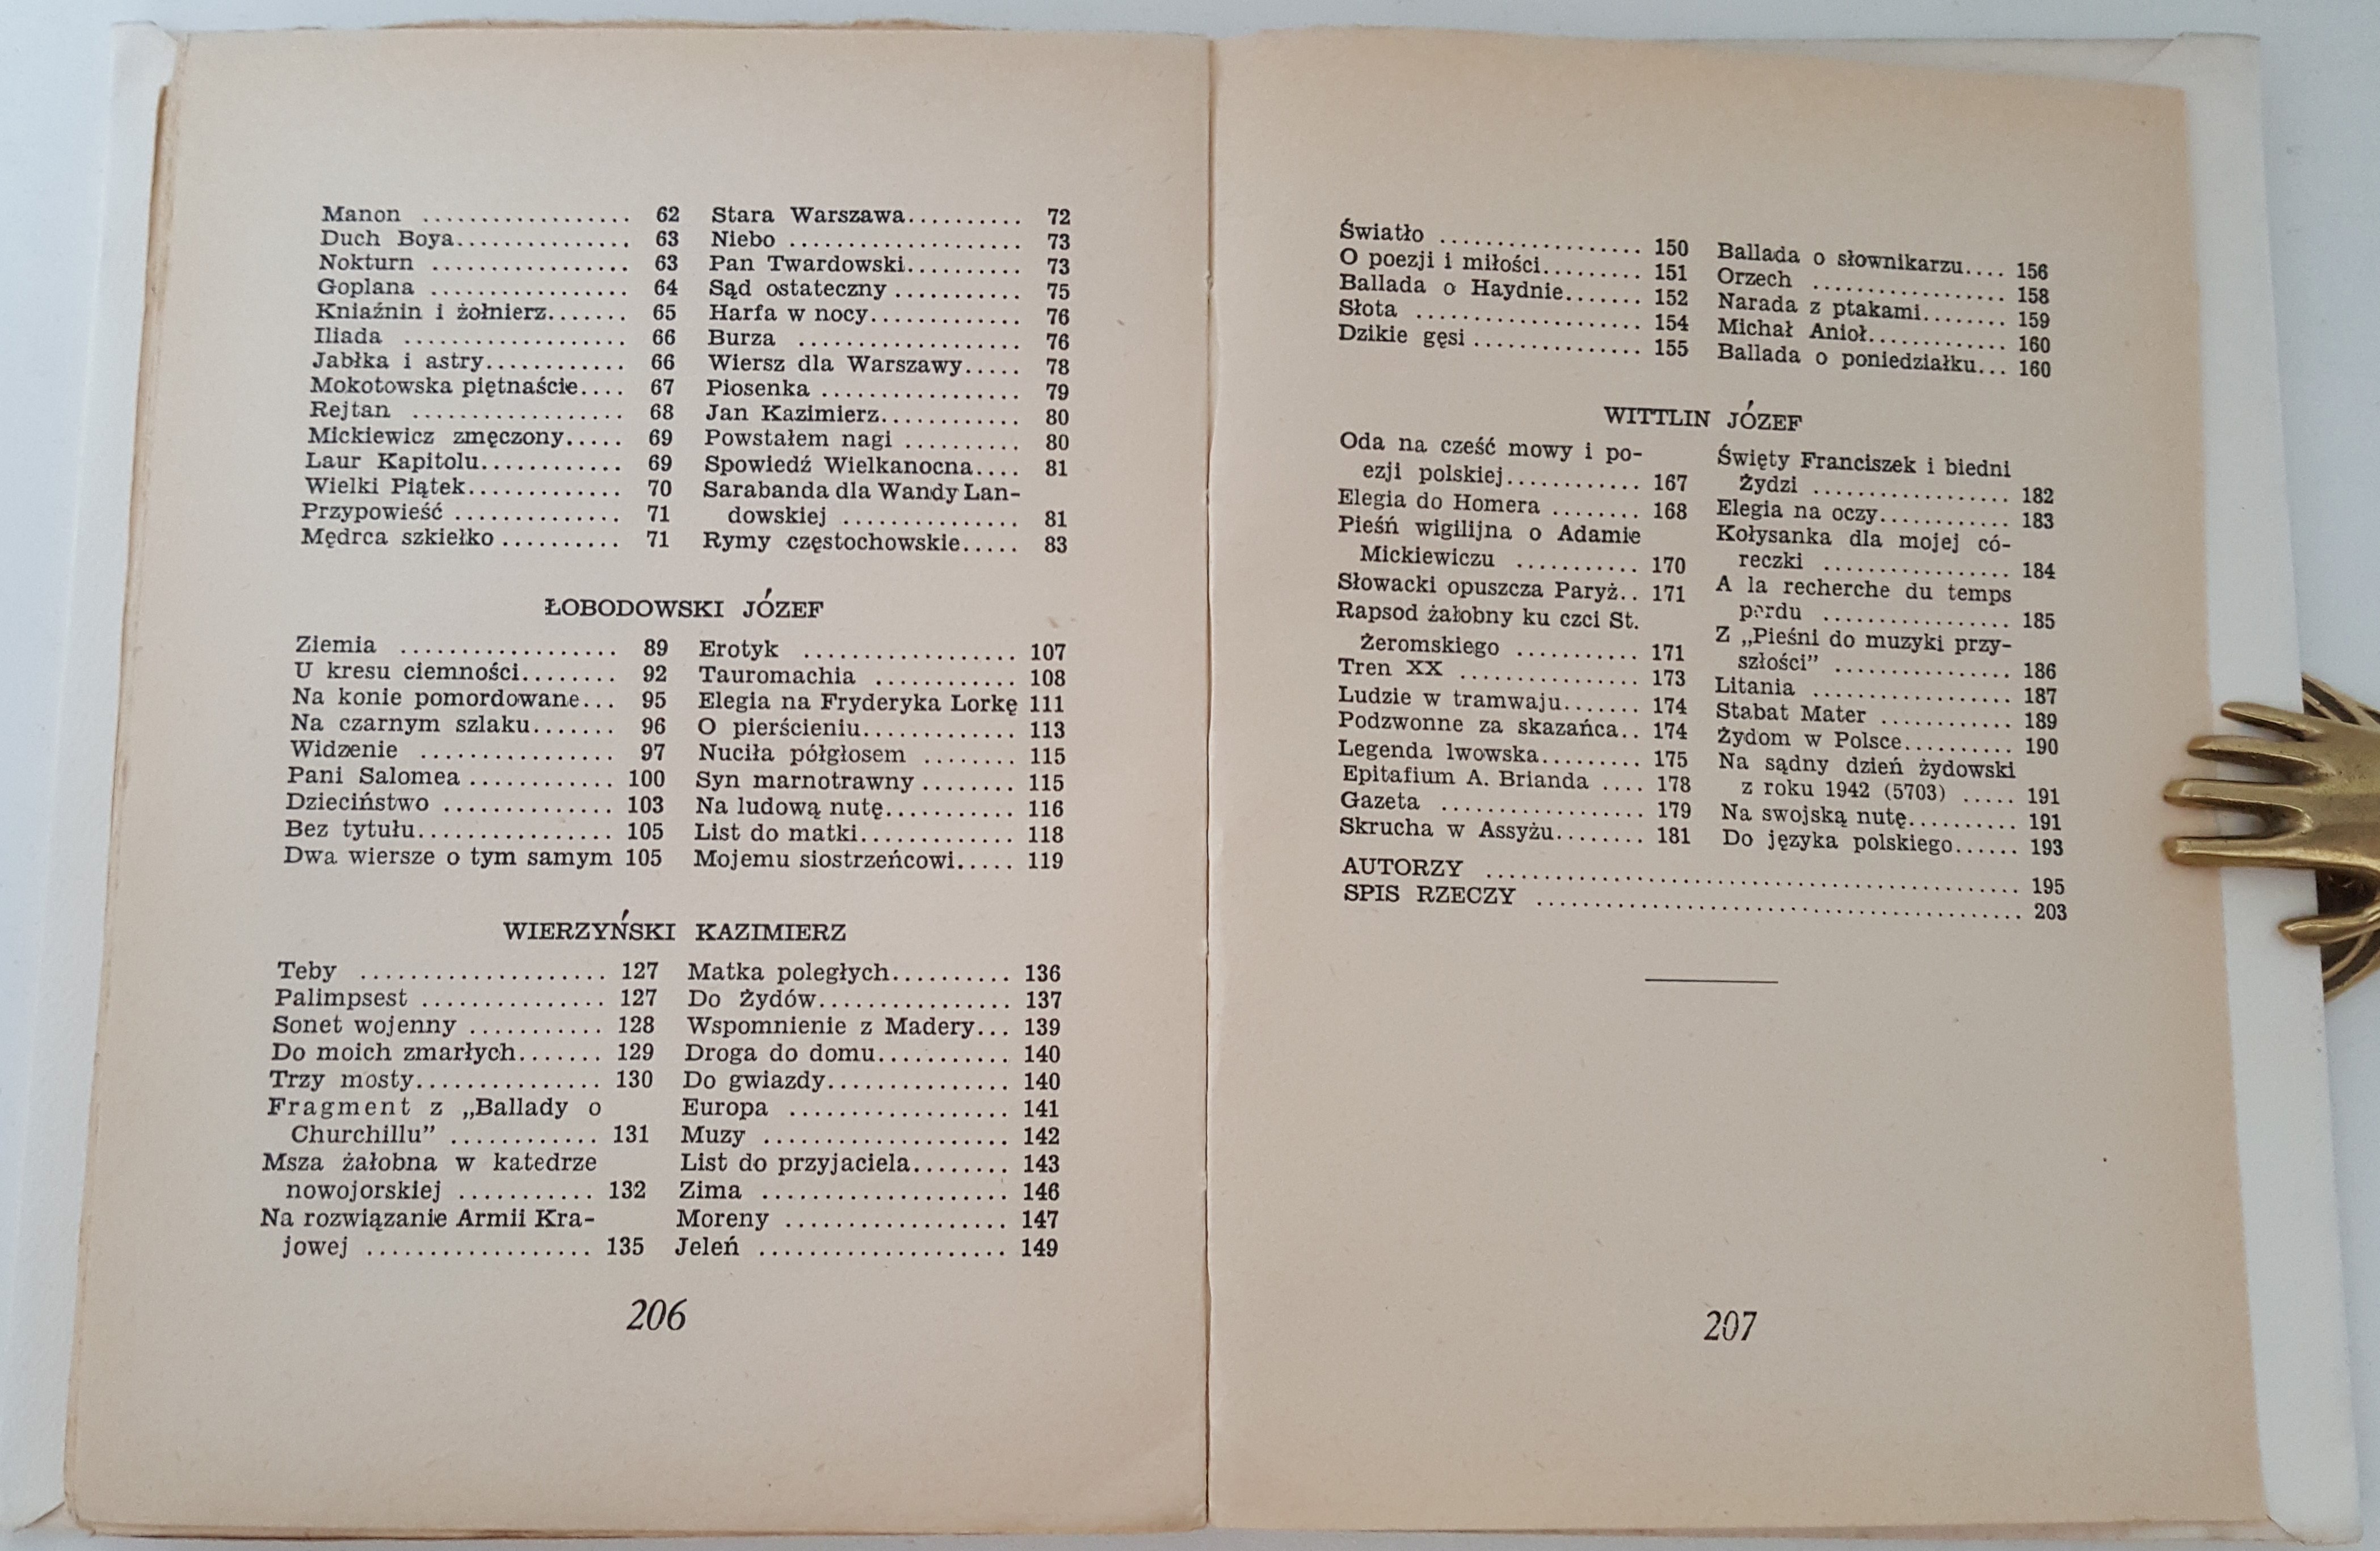 Manon .................. 62
Duch Boya............... 63
Nokturn ................. 63
Goplana ................. 64
Kniaźnin i żołnierz....... 65
Iliada ................... 66
Jabłka i astry............ 66
Mokotowska piętnaście.... 67
Rejtan .................. 68
Mickiewicz zmęczony..... 69
Laur Kapitolu............ 69
Wielki Piątek............. 70
Przypowieść .............. 71
Mędrca szkiełko .......... 71
Stara Warszawa.......... 72
Niebo .................... 73
Pan Twardowski.......... 73
Sąd ostateczny ........... 75
Harfa w nocy............. 76
Burza ................... 76
Wiersz dla Warszawy..... 78
Piosenka ................. 79
Jan Kazimierz............ 80
Powstałem nagi .......... 80
Spowiedź Wielkanocna.... 81
Sarabanda dla Wandy Lan-
dowskiej ............... 81
Rymy częstochowskie..... 83
ŁOBODOWSKI JÓZEF
Ziemia .................. 89
U kresu ciemności........ 92
Na konie pomordowane... 95
Na czarnym szlaku....... 96
Widzenie ................ 97
Pani Salomea ............ 100
Dzieciństwo .............. 103
Bez tytułu................ 105
Dwa wiersze o tym samym 105
Erotyk .................. 107
Tauromachia ............ 108
Elegia na Fryderyka Lorkę 111
O pierścieniu............. 113
Nuciła półgłosem ........ 115
Syn marnotrawny ........ 115
Na ludową nutę.......... 116
List do matki............ 118
Mojemu siostrzeńcowi..... 119
WIERZYŃSKI KAZIMIERZ
Teby .................... 127
Palimpsest ............... 127
Sonet wojenny ........... 128
Do moich zmarłych....... 129
Trzy mosty............... 130
Fragment z „Ballady o
Churchillu” ............ 131
Msza żałobna w katedrze
nowojorskiej ........... 132
Na rozwiązanie Armii Kra-
jowej .................. 135
Matka poległych.......... 136
Do Żydów................ 137
Wspomnienie z Madery... 139
Droga do domu........... 140
Do gwiazdy............... 140
Europa .................. 141
Muzy .................... 142
List do przyjaciela........ 143
Zima .................... 146
Moreny .................. 147
Jeleń .................... 149
206
Światło .................. 150
O poezji i miłości......... 151
Ballada o Haydnie....... 152
Słota .................... 154
Dzikie gęsi ............... 155
Ballada o słownikarzu.... 156
Orzech ................. 158
Narada z ptakami........ 159
Michał Anioł............ 160
Ballada o poniedziałku... 160
WITTLIN JÓZEF
Oda na cześć mowy i po-
ezji polskiej............ 167
Elegia do Homera ........ 168
Pieśń wigilijna o Adamie
Mickiewiczu ........... 170
Słowacki opuszcza Paryż.. 171
Rapsod żałobny ku czci St.
Żeromskiego ........... 171
Tren XX ................ 173
Ludzie w tramwaju....... 174
Podzwonne za skazańca.. 174
Legenda lwowska......... 175
Epitafium A. Brianda .... 178
Gazeta .................. 179
Skrucha w Assyżu........ 181
Święty Franciszek i biedni
Żydzi .................. 182
Elegia na oczy............ 183
Kołysanka dla mojej có-
reczki ................. 184
A la recherche du temps
perdu ................. 185
Z „Pieśni do muzyki przy-
szłości” ................ 186
Litania .................. 187
Stabat Mater ............ 189
Żydom w Polsce.......... 190
Na sądny dzień żydowski
z roku 1942 (5703) ..... 191
Na swojską nutę.......... 191
Do języka polskiego...... 193
AUTORZY .................................................. 195
SPIS RZECZY .............................................. 203
207